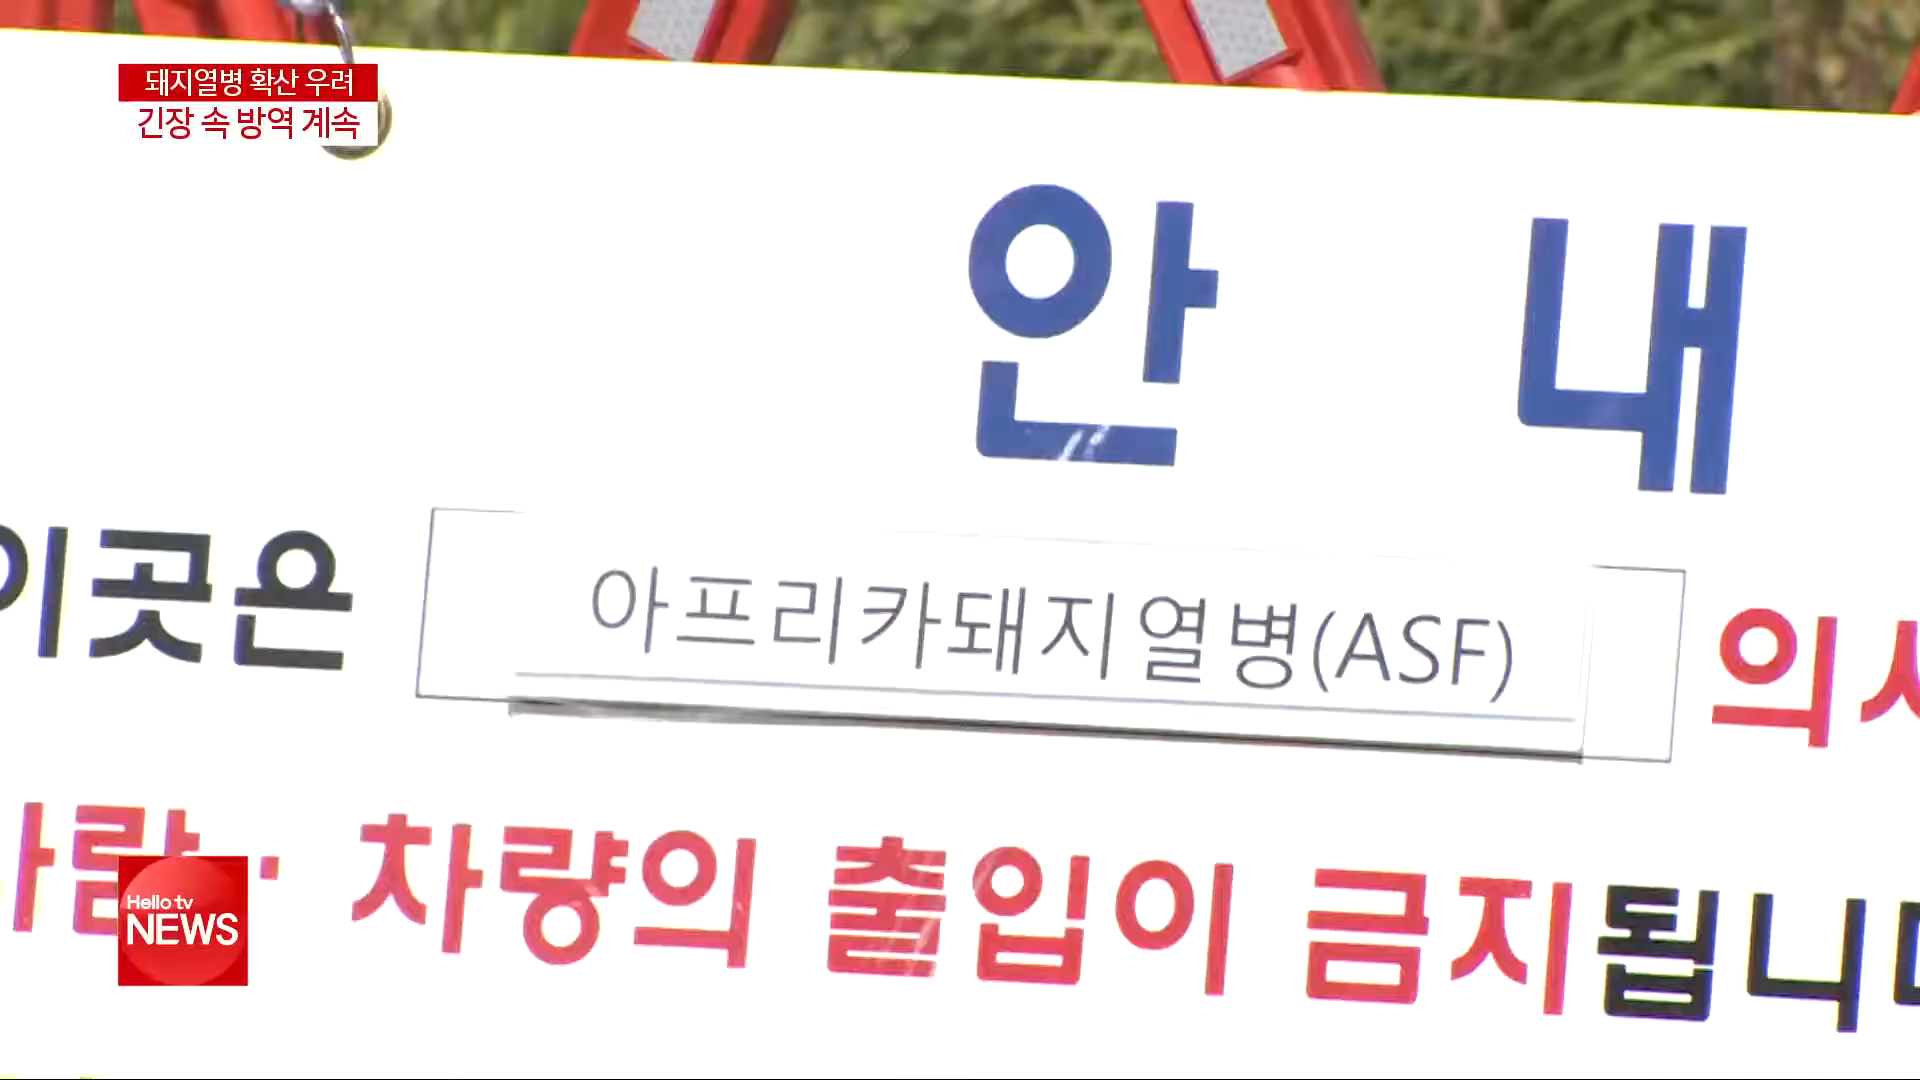 돼지열병 확산 우려
긴장 속 방역 계속
안 내
이곳은 아프리카돼지열병(ASF) 의
차량의 출입이 금지됩니
Hello tv
NEWS